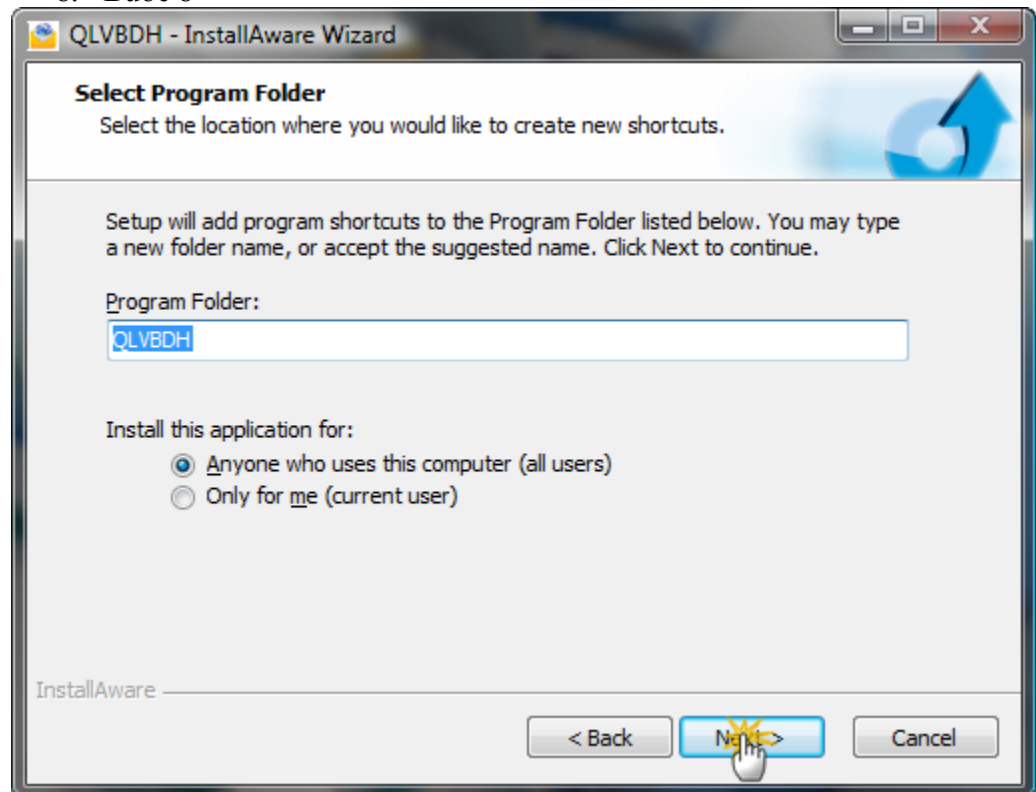 QLVBDH - InstallAware Wizard
Select Program Folder
Select the location where you would like to create new shortcuts.
Setup will add program shortcuts to the Program Folder listed below. You may type
a new folder name, or accept the suggested name. Click Next to continue.
Program Folder:
QLVBDH
Install this application for:
Anyone who uses this computer (all users)
Only for me (current user)
InstallAware
< Back
Next >
Cancel